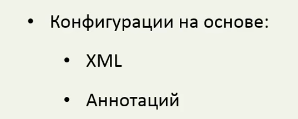 • Конфигурации на основе:
• XML
• Аннотаций